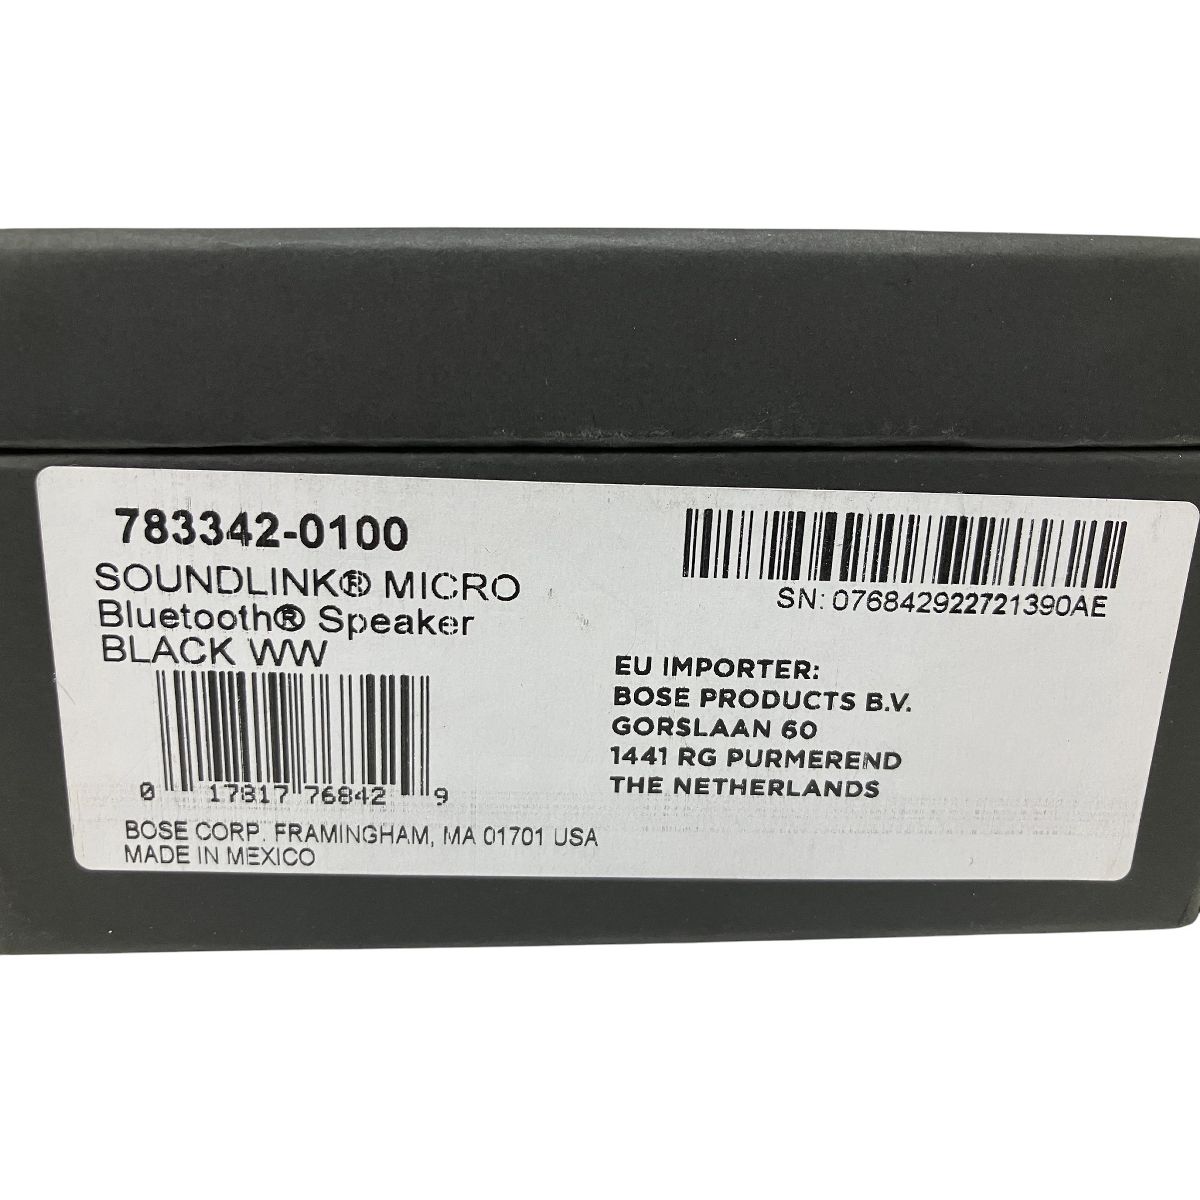 783342-0100
SOUNDLINK® MICRO
Bluetooth® Speaker
BLACK WW
0 17817 76842 9
BOSE CORP. FRAMINGHAM, MA 01701 USA
MADE IN MEXICO
SN: 076842922721390AE
EU IMPORTER:
BOSE PRODUCTS B.V.
GORSLAAN 60
1441 RG PURMEREND
THE NETHERLANDS